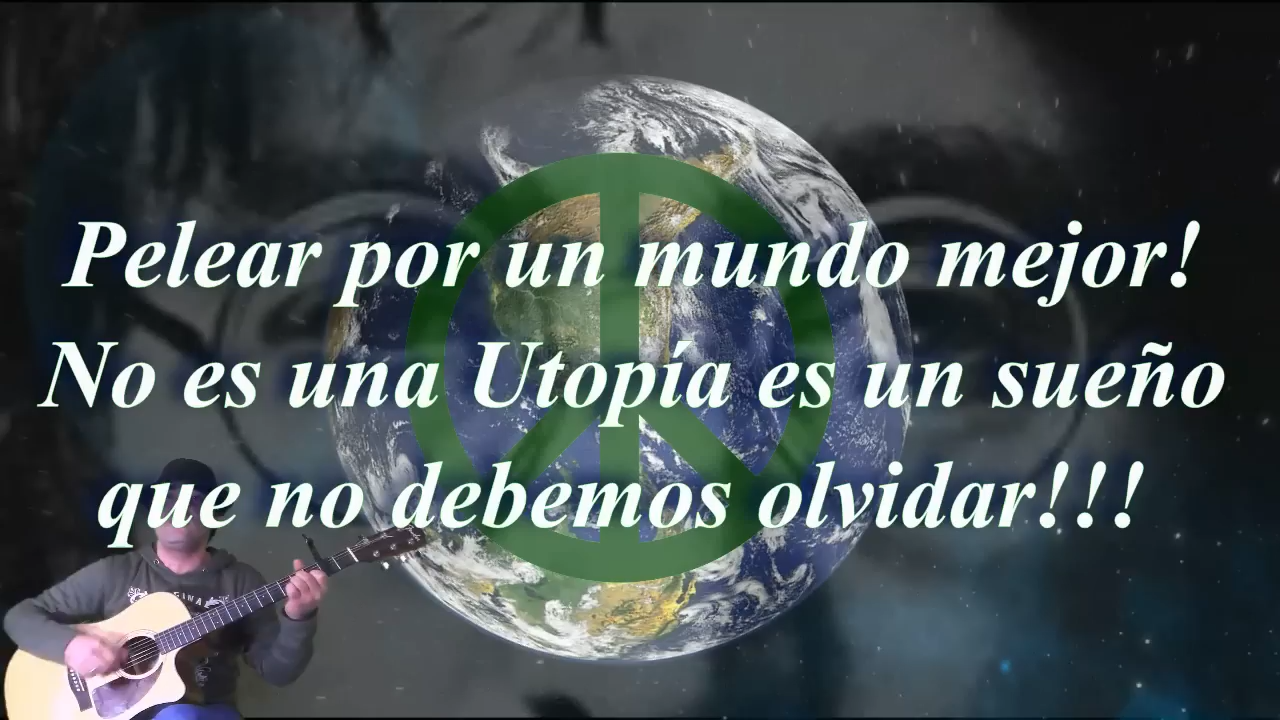 Pelear por un mundo mejor!
No es una Utopía es un sueño
que no debemos olvidar!!!